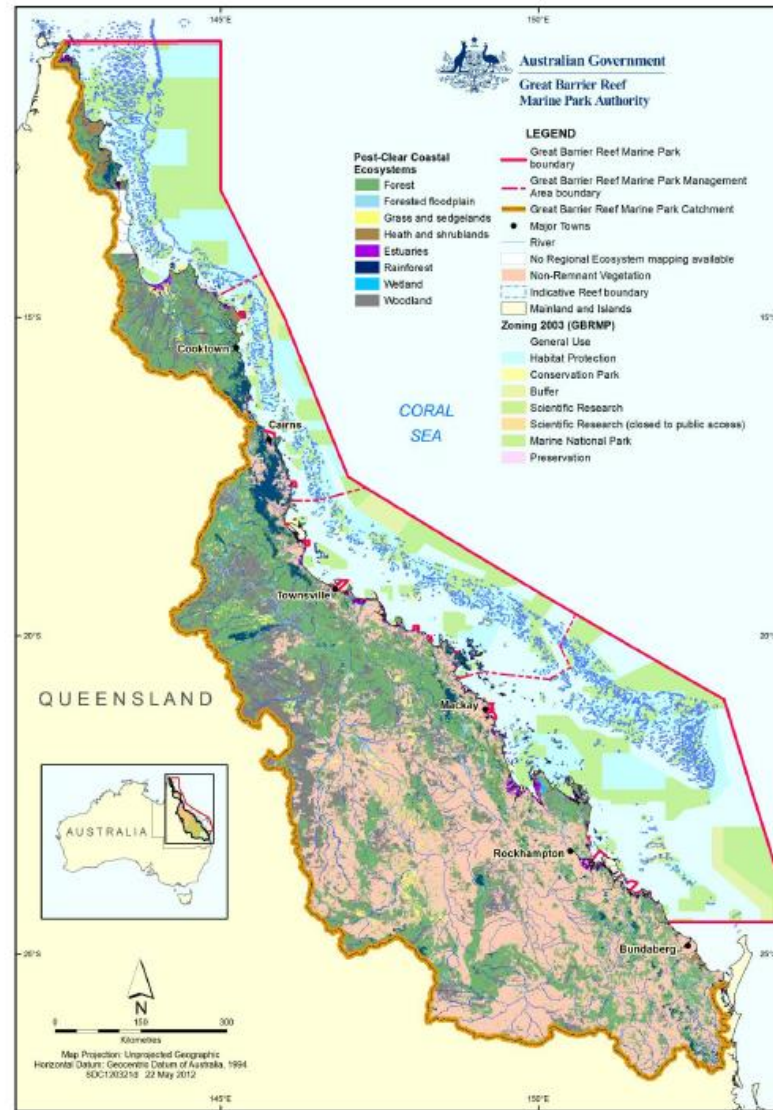 145°E
150°E
Australian Government
Great Barrier Reef
Marine Park Authority
LEGEND
Great Barrier Reef Marine Park
boundary
Great Barrier Reef Marine Park Management
Area boundary
Great Barrier Reef Marine Park Catchment
Major Towns
River
No Regional Ecosystem mapping available
Non-Remnant Vegetation
Indicative Reef boundary
Mainland and Islands
Zoning 2003 (GBRMP)
General Use
Habitat Protection
Conservation Park
Buffer
Scientific Research
Scientific Research (closed to public access)
Marine National Park
Preservation
Post-Clear Coastal
Ecosystems
Forest
Forested floodplain
Grass and sedgelands
Heath and shrublands
Estuaries
Rainforest
Wetland
Woodland
15°S
15°S
Cooktown
CORAL
SEA
Cairns
Townsville
20°S
20°S
QUEENSLAND
Mackay
AUSTRALIA
Rockhampton
Bundaberg
25°S
25°S
N
0 150 300
Kilometres
Map Projection: Unprojected Geographic
Horizontal Datum: Geocentric Datum of Australia, 1994
SDC120321d 22 May 2012
145°E
150°E